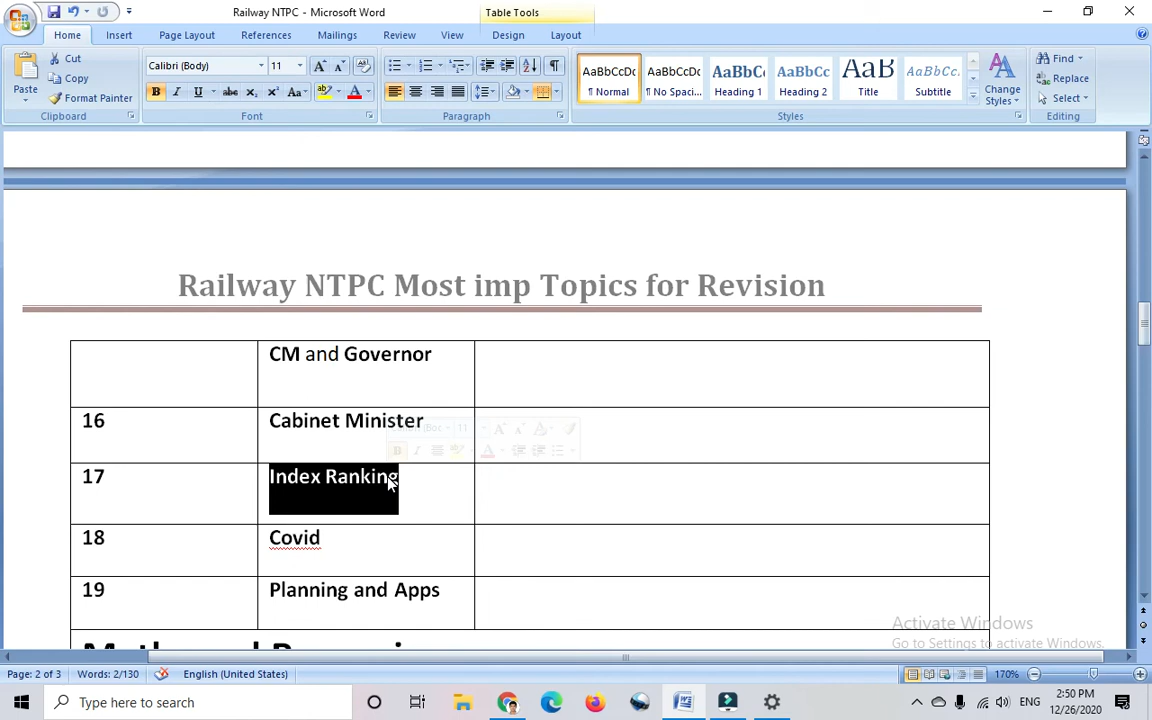 Railway NTPC - Microsoft Word
Table Tools
Home
Insert
Page Layout
References
Mailings
Review
View
Design
Layout
Paste
Cut
Copy
Format Painter
Clipboard
Calibri (Body)
11
Font
Paragraph
AaBbCcDc
¶ Normal
AaBbCcDc
¶ No Spaci...
AaBbCc
Heading 1
AaBbCc
Heading 2
AaB
Title
AaBbCc.
Subtitle
Change
Styles
Styles
Find
Replace
Select
Editing
Railway NTPC Most imp Topics for Revision
CM and Governor
16
Cabinet Minister
17
Index Ranking
18
Covid
19
Planning and Apps
Activate Windows
Go to Settings to activate Windows.
Page: 2 of 3
Words: 2/130
English (United States)
170%
Type here to search
ENG
2:50 PM
12/26/2020